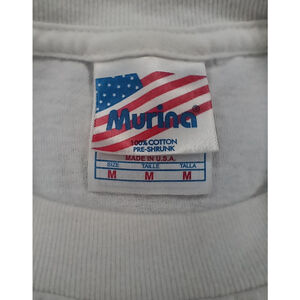 Murina®
100% COTTON
PRE-SHRUNK
MADE IN U.S.A.
SIZE TAILLE TALLA
M M M